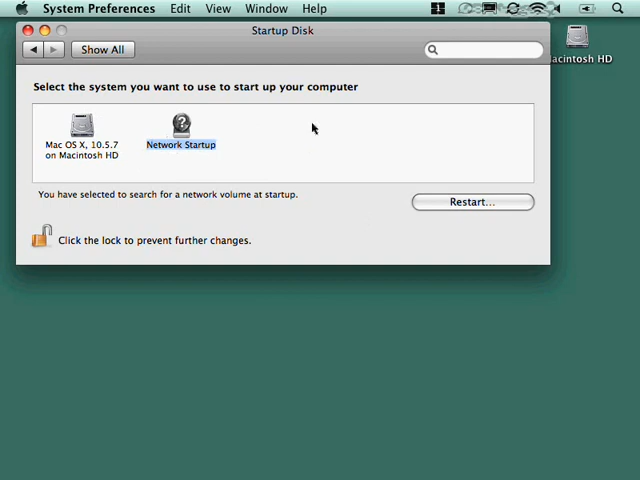 System Preferences Edit View Window Help
Startup Disk
Show All
Macintosh HD
Select the system you want to use to start up your computer
Mac OS X, 10.5.7
on Macintosh HD
Network Startup
You have selected to search for a network volume at startup.
Restart...
Click the lock to prevent further changes.